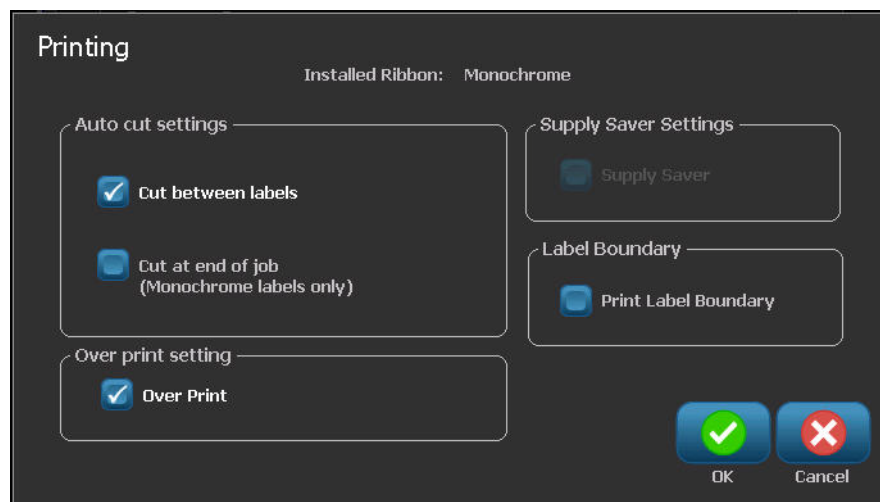 Printing
Installed Ribbon: Monochrome
Auto cut settings
Cut between labels
Cut at end of job
(Monochrome labels only)
Over print setting
Over Print
Supply Saver Settings
Supply Saver
Label Boundary
Print Label Boundary
OK
Cancel